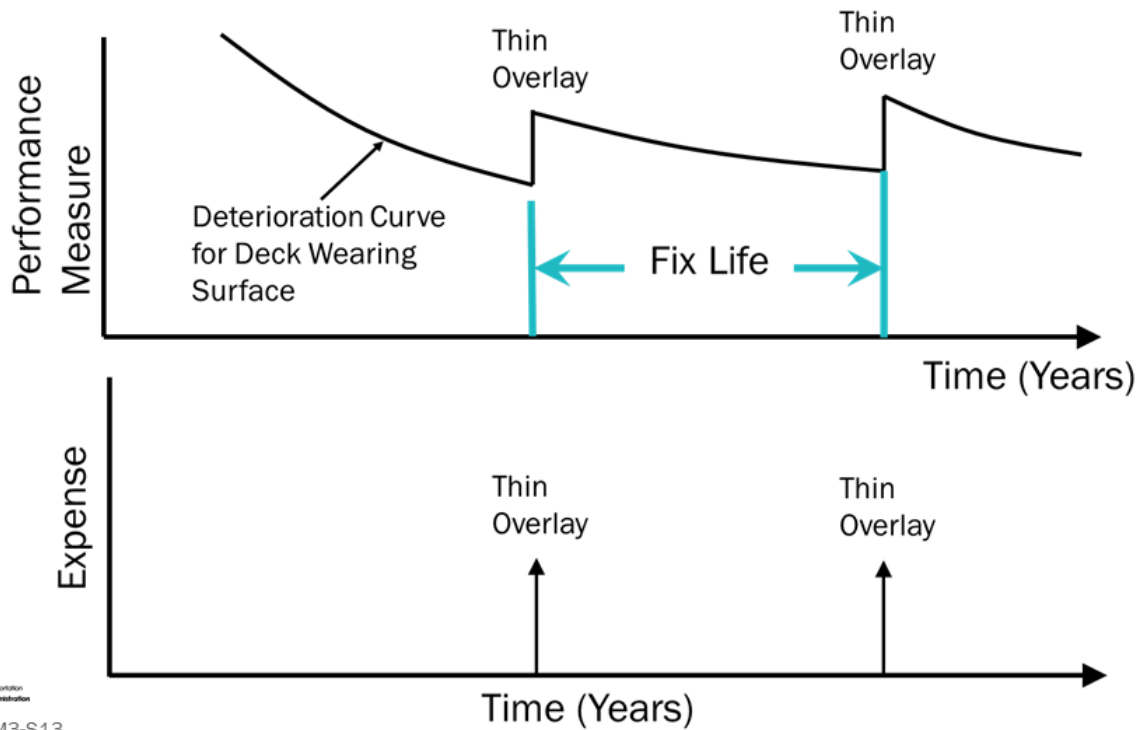 Thin
Overlay
Thin
Overlay
Performance
Measure
Deterioration Curve
for Deck Wearing
Surface
Fix Life
Time (Years)
Expense
Thin
Overlay
Thin
Overlay
Time (Years)